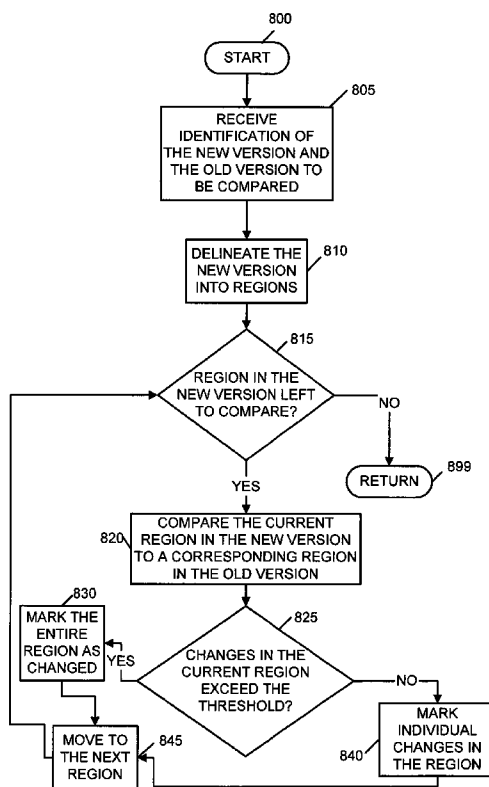 800
START
805
RECEIVE
IDENTIFICATION OF
THE NEW VERSION AND
THE OLD VERSION TO
BE COMPARED
810
DELINEATE THE
NEW VERSION
INTO REGIONS
815
REGION IN THE
NEW VERSION LEFT
TO COMPARE?
NO
RETURN
899
YES
820
COMPARE THE CURRENT
REGION IN THE NEW VERSION
TO A CORRESPONDING REGION
IN THE OLD VERSION
825
CHANGES IN THE
CURRENT REGION
EXCEED THE
THRESHOLD?
YES
830
MARK THE
ENTIRE
REGION AS
CHANGED
NO
MARK
INDIVIDUAL
CHANGES IN
THE REGION
840
MOVE TO
THE NEXT
REGION
845